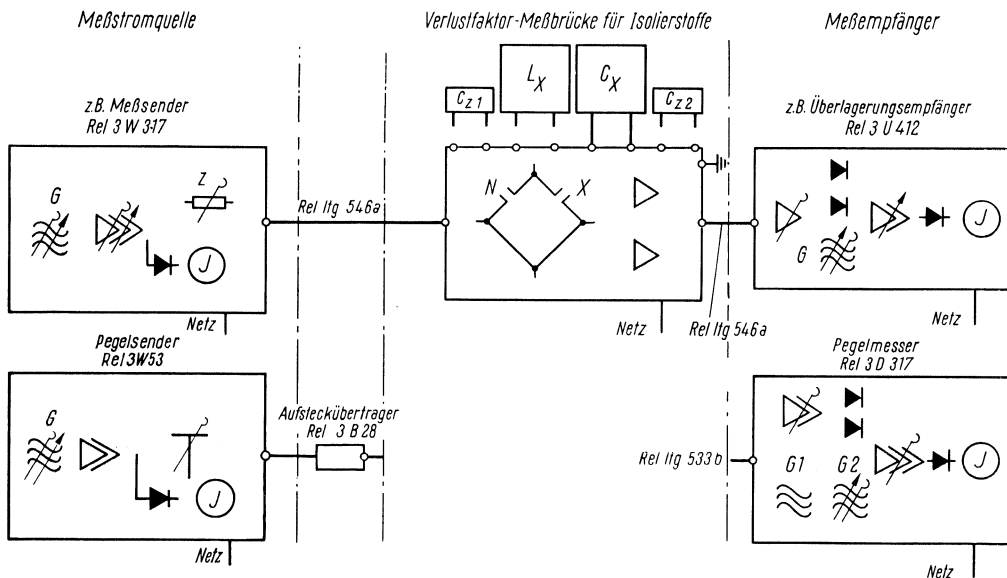 Meßstromquelle
Verlustfaktor-Meßbrücke für Isolierstoffe
Meßempfänger
z.B. Meßsender
Rel 3 W 317
G
Z
J
Netz
Rel ltg 546a
C z1
L X
C X
C z2
N
X
Netz
Rel ltg 546a
z.B. Überlagerungsempfänger
Rel 3 U 412
G
J
Netz
Pegelsender
Rel 3W53
G
J
Netz
Aufsteckübertrager
Rel 3 B 28
Pegelmesser
Rel 3 D 317
Rel ltg 533 b
G1
G2
J
Netz